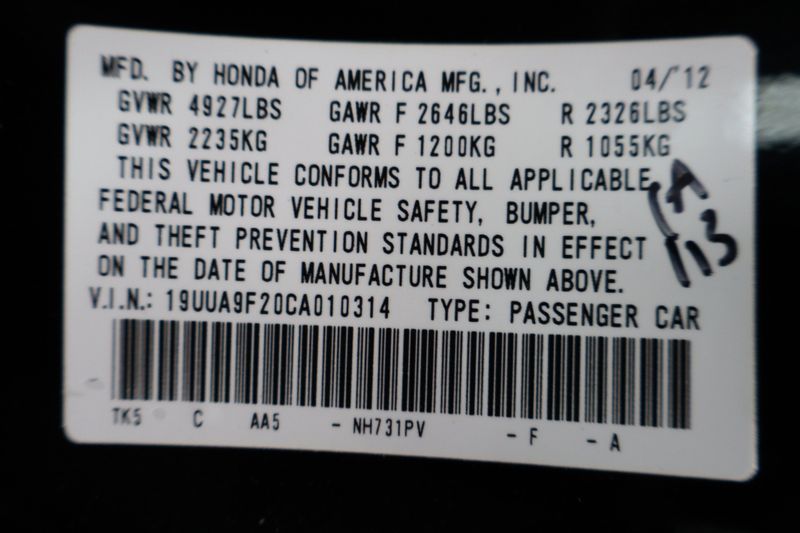 MFD. BY HONDA OF AMERICA MFG., INC. 04/'12
GVWR 4927LBS GAWR F 2646LBS R 2326LBS
GVWR 2235KG GAWR F 1200KG R 1055KG
THIS VEHICLE CONFORMS TO ALL APPLICABLE
FEDERAL MOTOR VEHICLE SAFETY, BUMPER,
AND THEFT PREVENTION STANDARDS IN EFFECT
ON THE DATE OF MANUFACTURE SHOWN ABOVE.
V.I.N.: 19UUA9F20CA010314 TYPE: PASSENGER CAR
TK5 C AA5 - NH731PV - F - A